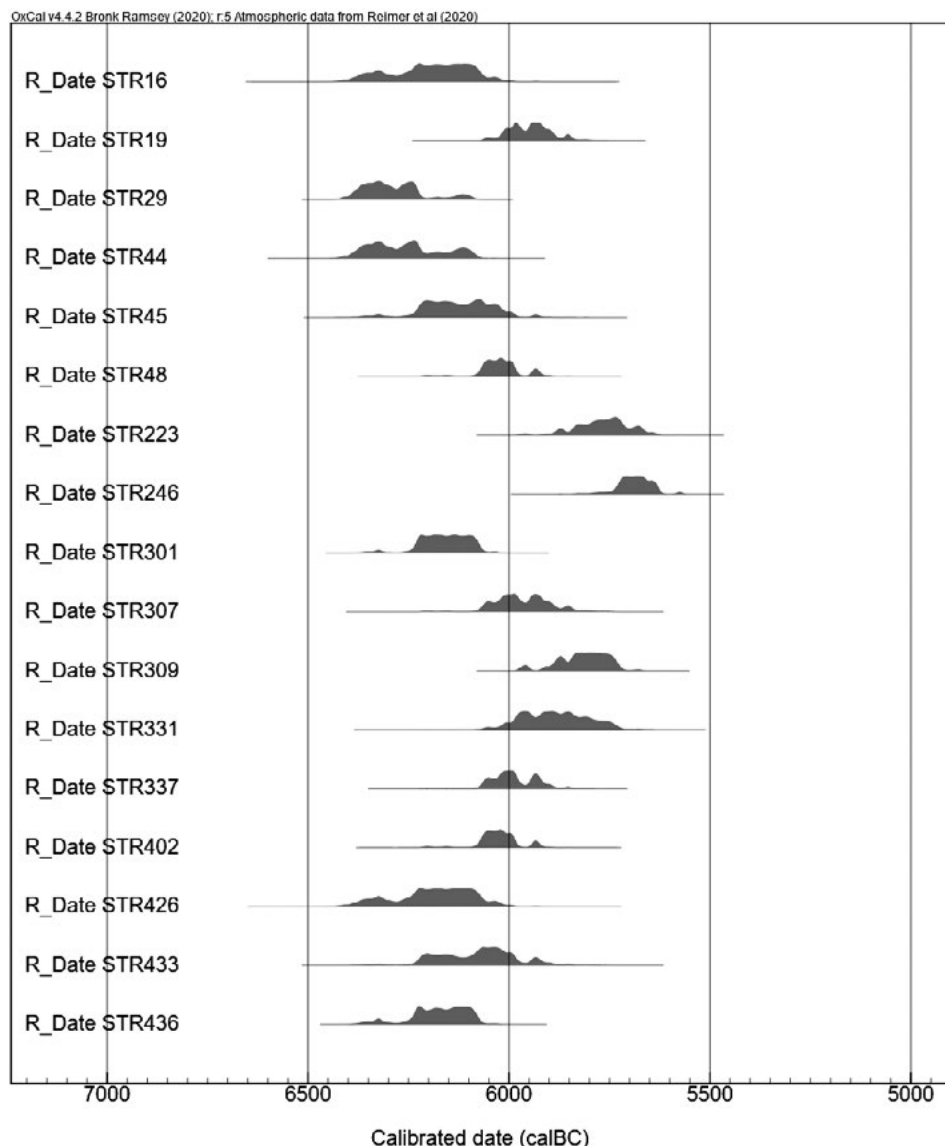 OxCal v4.4.2 Bronk Ramsey (2020); r:5 Atmospheric data from Reimer et al (2020)
R_Date STR16
R_Date STR19
R_Date STR29
R_Date STR44
R_Date STR45
R_Date STR48
R_Date STR223
R_Date STR246
R_Date STR301
R_Date STR307
R_Date STR309
R_Date STR331
R_Date STR337
R_Date STR402
R_Date STR426
R_Date STR433
R_Date STR436
7000 6500 6000 5500 5000
Calibrated date (calBC)